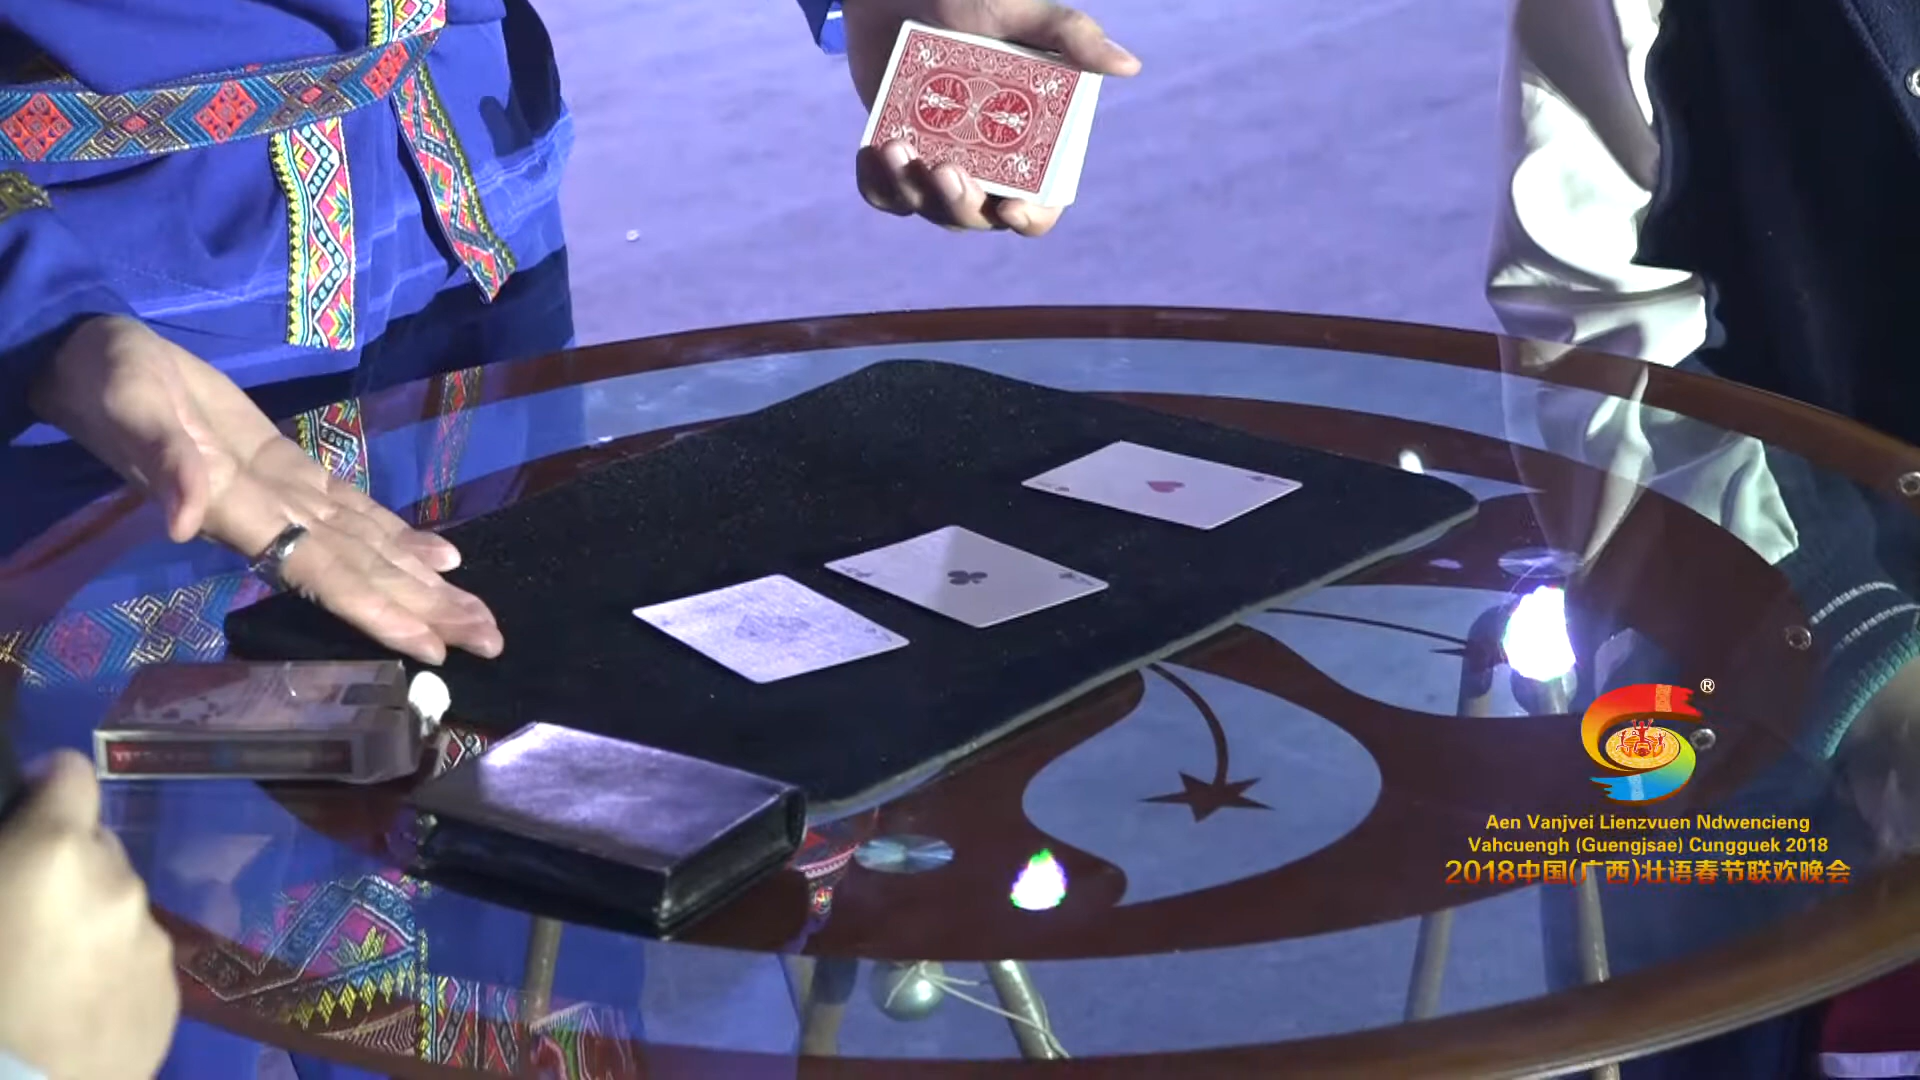 ®
Aen Vanjvei Lienzvuen Ndwencieng
Vahcuengh (Guengjsae) Cungguek 2018
2018中国(广西)壮语春节联欢晚会